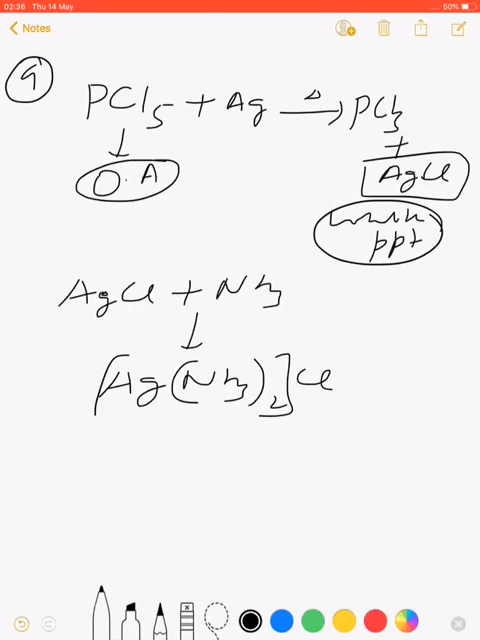 02:36 Thu 14 May
50%
Notes
9
PCl5 + Ag Δ→ PCl3
↓ +
O.A AgCl
white ppt
AgCl + NH3
↓
[Ag(NH3)2]Cl